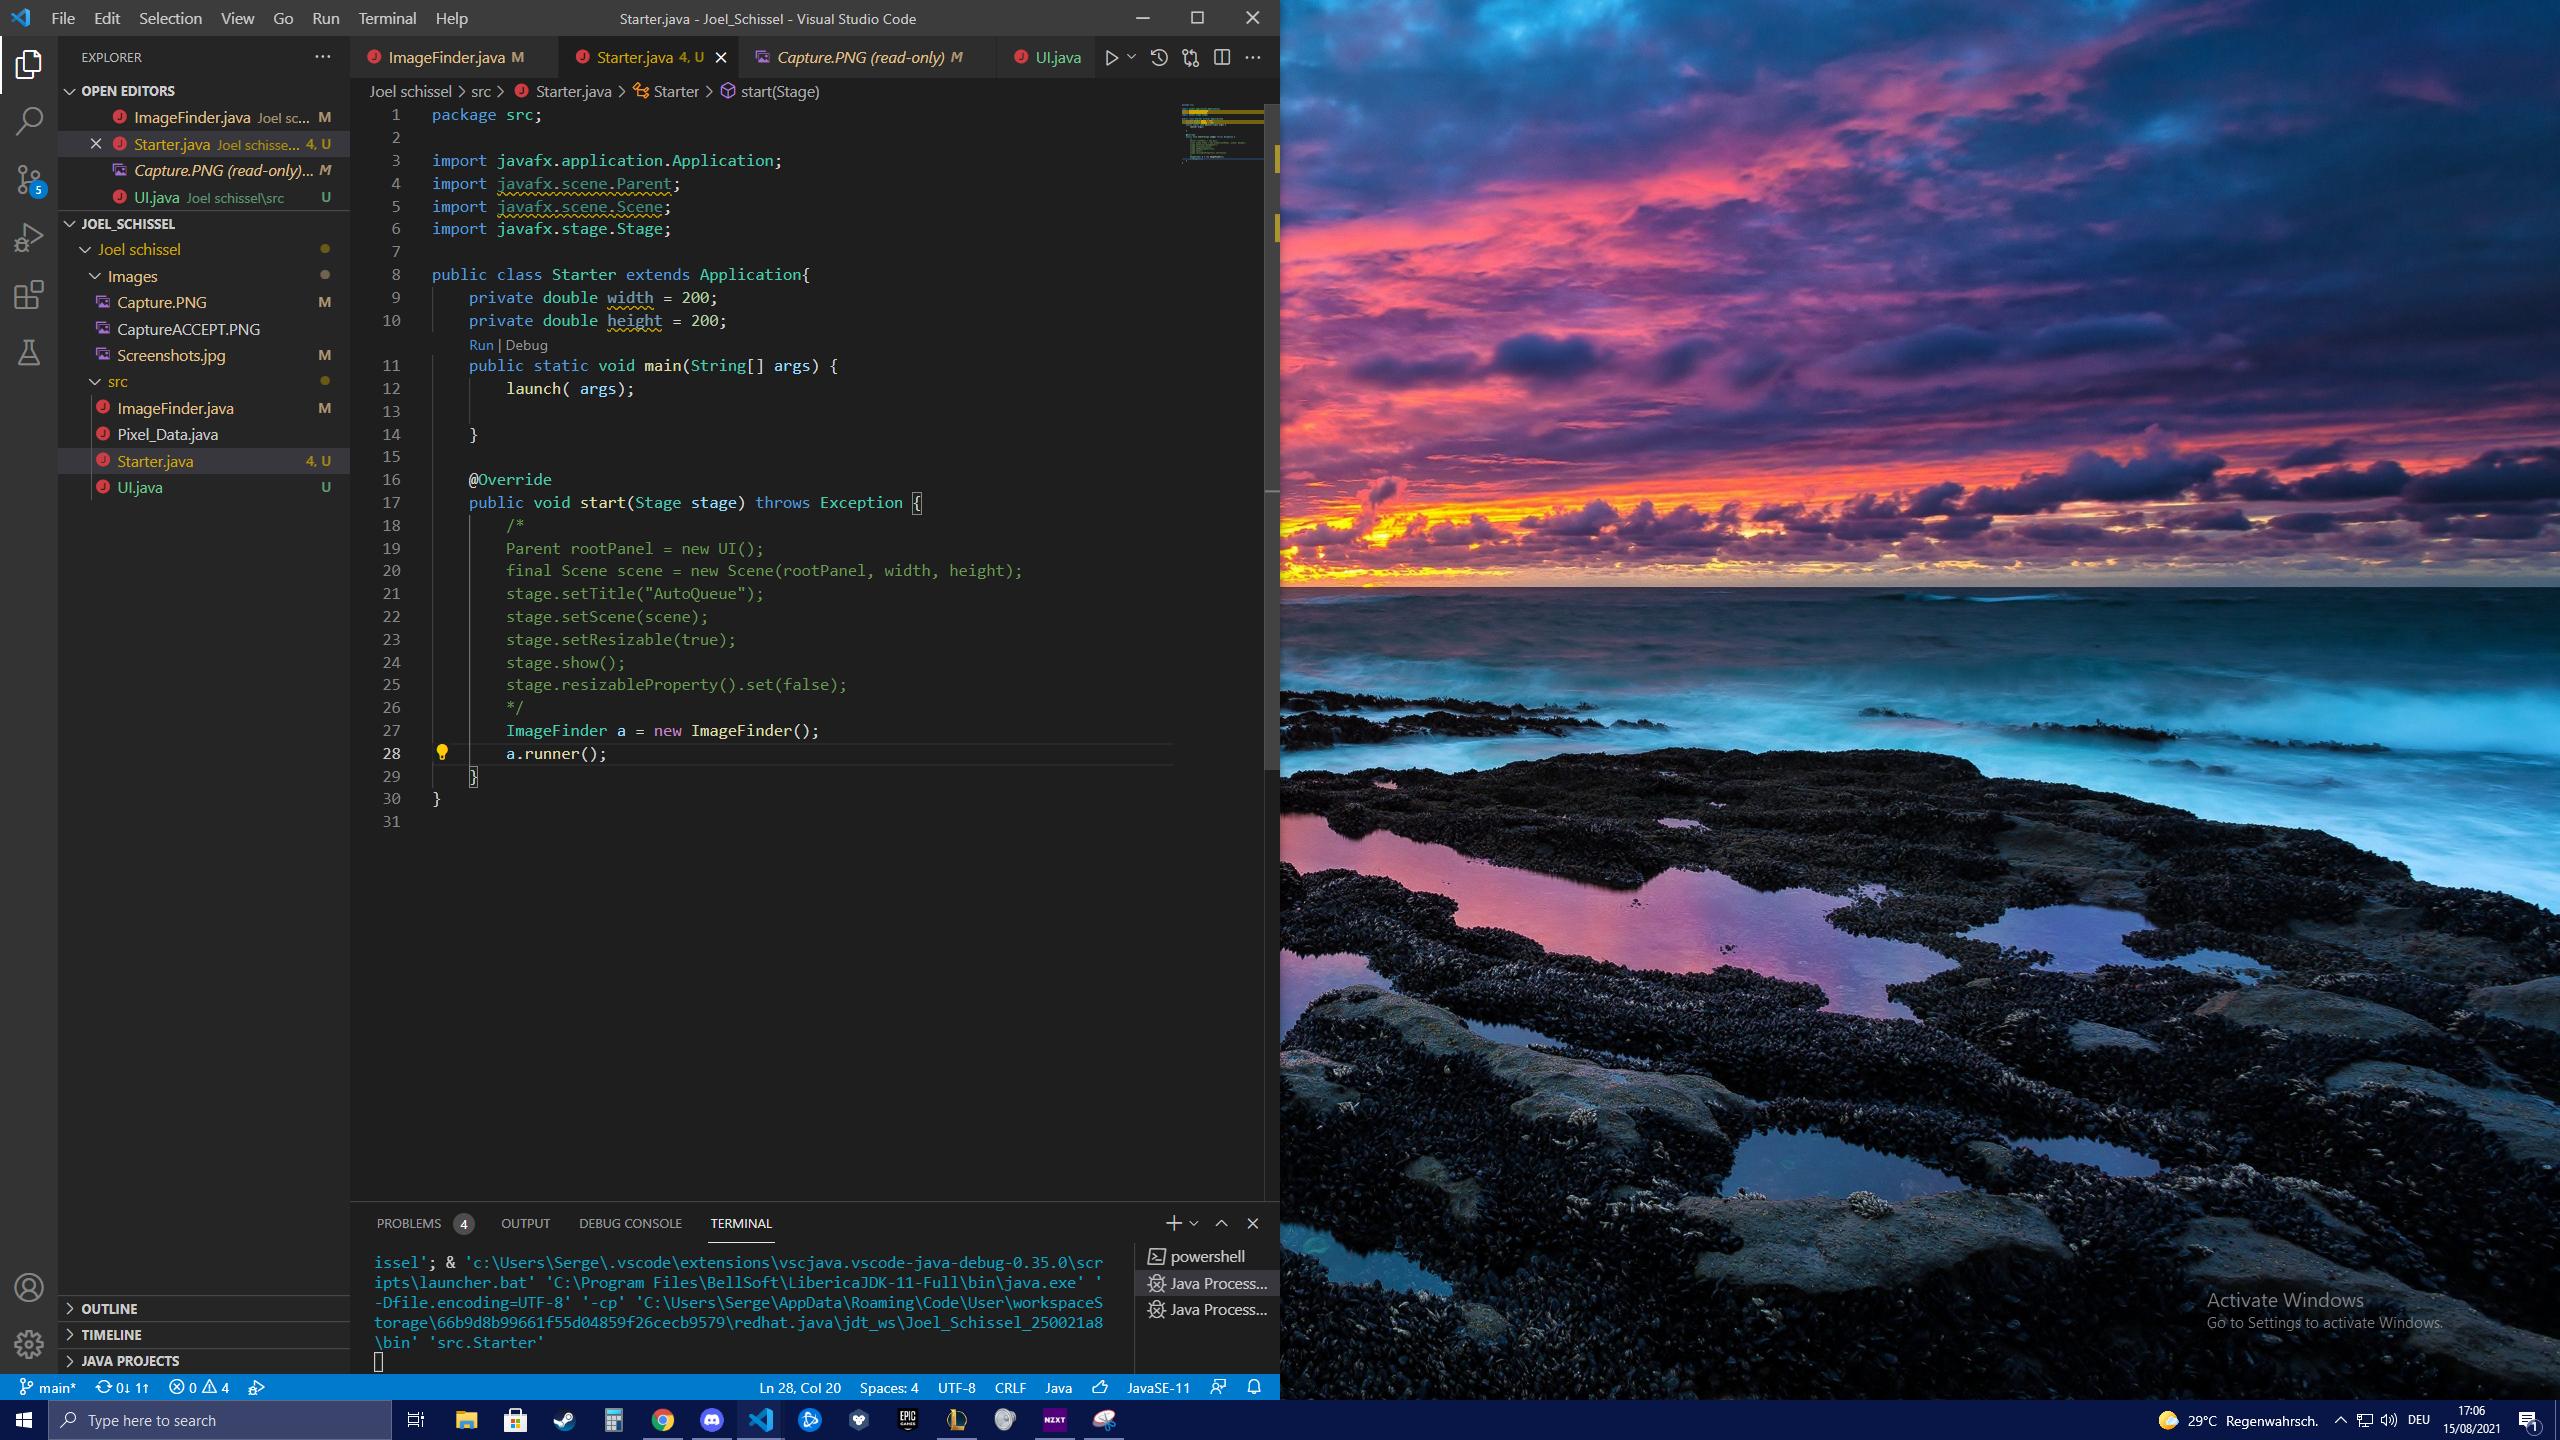 File Edit Selection View Go Run Terminal Help
Starter.java - Joel_Schissel - Visual Studio Code
EXPLORER
OPEN EDITORS
ImageFinder.java Joel sc... M
Starter.java Joel schisse... 4, U
Capture.PNG (read-only)... M
UI.java Joel schissel\src U
JOEL_SCHISSEL
Joel schissel
Images
Capture.PNG M
CaptureACCEPT.PNG
Screenshots.jpg M
src
ImageFinder.java M
Pixel_Data.java
Starter.java 4, U
UI.java U
5
OUTLINE
TIMELINE
JAVA PROJECTS
ImageFinder.java M Starter.java 4, U Capture.PNG (read-only) M UI.java
Joel schissel > src > Starter.java > Starter > start(Stage)
1 package src;
2
3 import javafx.application.Application;
4 import javafx.scene.Parent;
5 import javafx.scene.Scene;
6 import javafx.stage.Stage;
7
8 public class Starter extends Application{
9 private double width = 200;
10 private double height = 200;
Run | Debug
11 public static void main(String[] args) {
12 launch( args);
13
14 }
15
16 @Override
17 public void start(Stage stage) throws Exception {
18 /*
19 Parent rootPanel = new UI();
20 final Scene scene = new Scene(rootPanel, width, height);
21 stage.setTitle("AutoQueue");
22 stage.setScene(scene);
23 stage.setResizable(true);
24 stage.show();
25 stage.resizableProperty().set(false);
26 */
27 ImageFinder a = new ImageFinder();
28 a.runner();
29 }
30 }
31
PROBLEMS 4 OUTPUT DEBUG CONSOLE TERMINAL
issel'; & 'c:\Users\Serge\.vscode\extensions\vscjava.vscode-java-debug-0.35.0\scr
ipts\launcher.bat' 'C:\Program Files\BellSoft\LibericaJDK-11-Full\bin\java.exe' '
-Dfile.encoding=UTF-8' '-cp' 'C:\Users\Serge\AppData\Roaming\Code\User\workspaceS
torage\66b9d8b99661f55d04859f26cecb9579\redhat.java\jdt_ws\Joel_Schissel_250021a8
\bin' 'src.Starter'
powershell
Java Process...
Java Process...
main* 0↓ 1↑ 0 4
Ln 28, Col 20 Spaces: 4 UTF-8 CRLF Java JavaSE-11
Activate Windows
Go to Settings to activate Windows.
Type here to search
EPIC GAMES
NZXT
29°C Regenwahrsch. DEU
17:06
15/08/2021
1